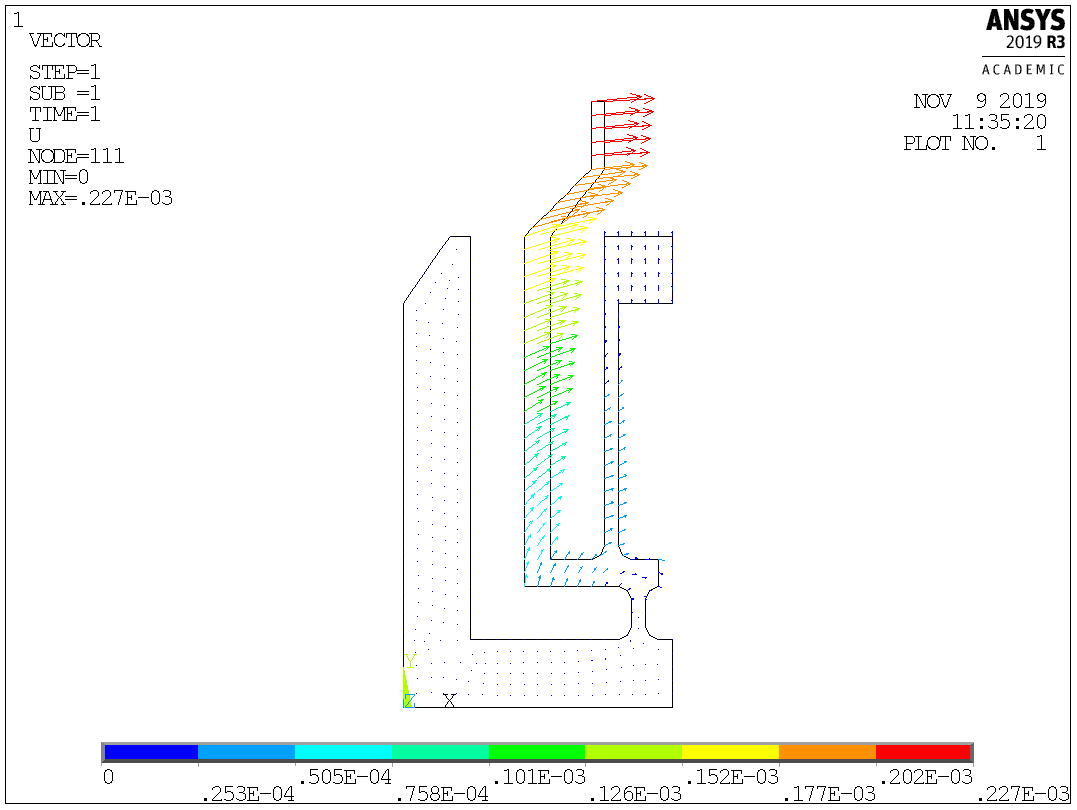 1
VECTOR
STEP=1
SUB =1
TIME=1
U
NODE=111
MIN=0
MAX=.227E-03
ANSYS
2019 R3
ACADEMIC
NOV  9 2019
11:35:20
PLOT NO.   1
Y
Z
X
0
.253E-04
.505E-04
.758E-04
.101E-03
.126E-03
.152E-03
.177E-03
.202E-03
.227E-03